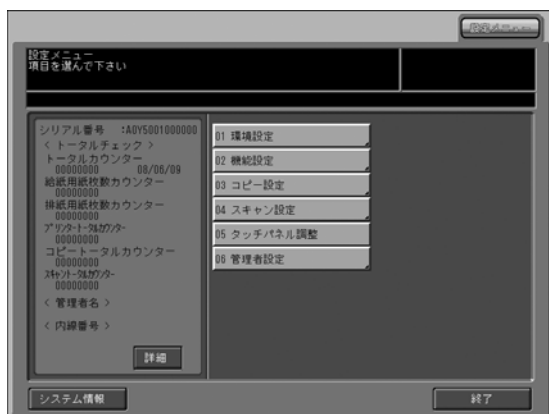 設定メニュー
設定メニュー
項目を選んで下さい
シリアル番号 :A0Y5001000000
< トータルチェック >
トータルカウンター
00000000 08/06/09
給紙用紙枚数カウンター
00000000
排紙用紙枚数カウンター
00000000
プリンタートータルカウンター
00000000
コピートータルカウンター
00000000
スキャントータルカウンター
00000000
< 管理者名 >
< 内線番号 >
詳細
01 環境設定
02 機能設定
03 コピー設定
04 スキャン設定
05 タッチパネル調整
06 管理者設定
システム情報
終了